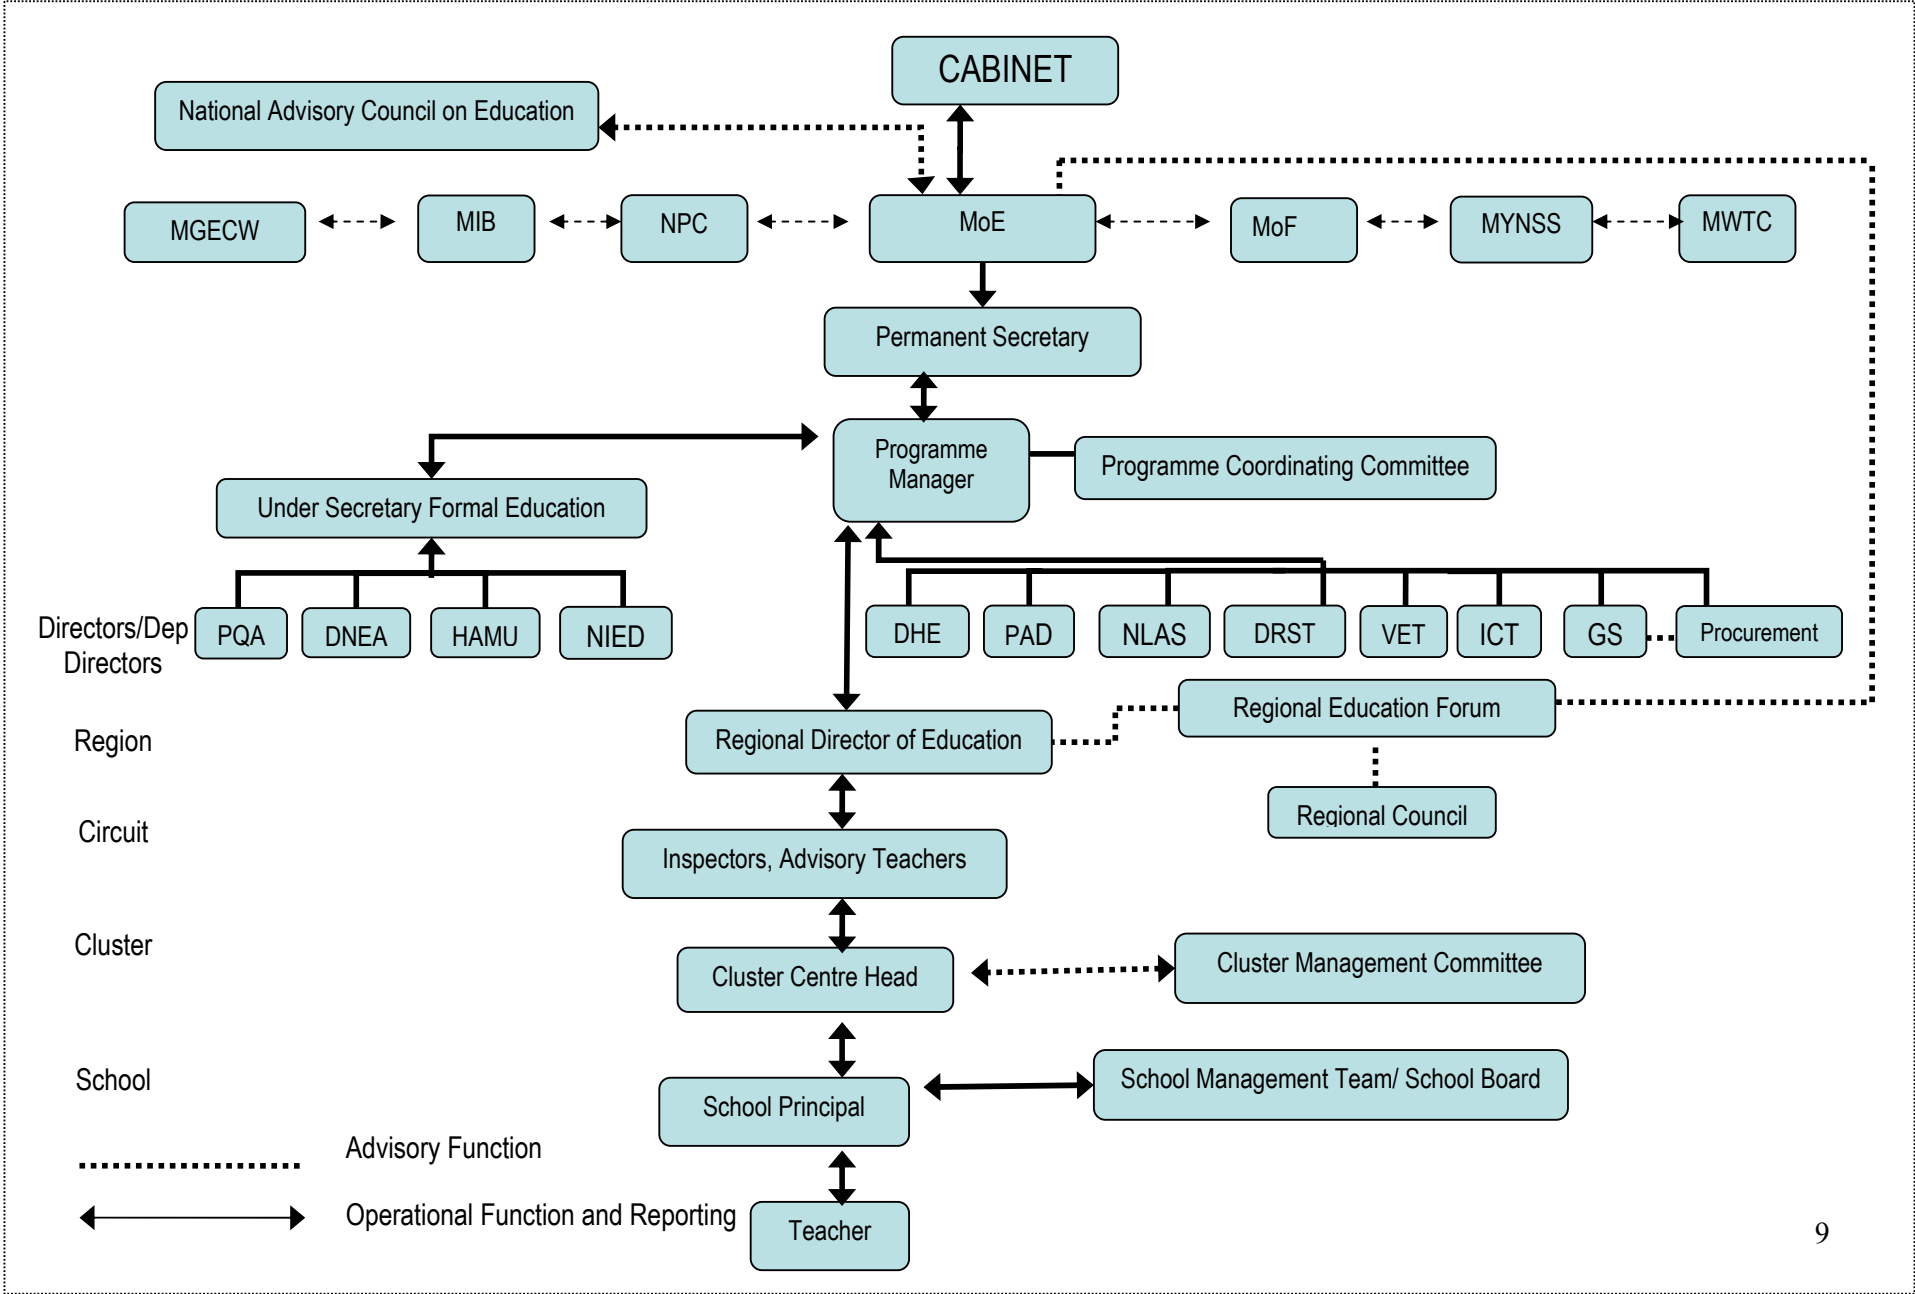 CABINET
National Advisory Council on Education
MGECW
MIB
NPC
MoE
MoF
MYNSS
MWTC
Permanent Secretary
Programme
Manager
Programme Coordinating Committee
Under Secretary Formal Education
Directors/Dep
Directors
PQA
DNEA
HAMU
NIED
DHE
PAD
NLAS
DRST
VET
ICT
GS
Procurement
Region
Regional Director of Education
Regional Education Forum
Regional Council
Circuit
Inspectors, Advisory Teachers
Cluster
Cluster Centre Head
Cluster Management Committee
School
School Principal
School Management Team/ School Board
Advisory Function
Operational Function and Reporting
Teacher
9